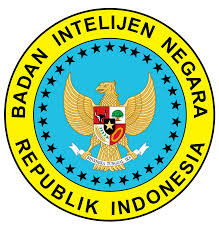 BADAN INTELIJEN NEGARA
REPUBLIK INDONESIA